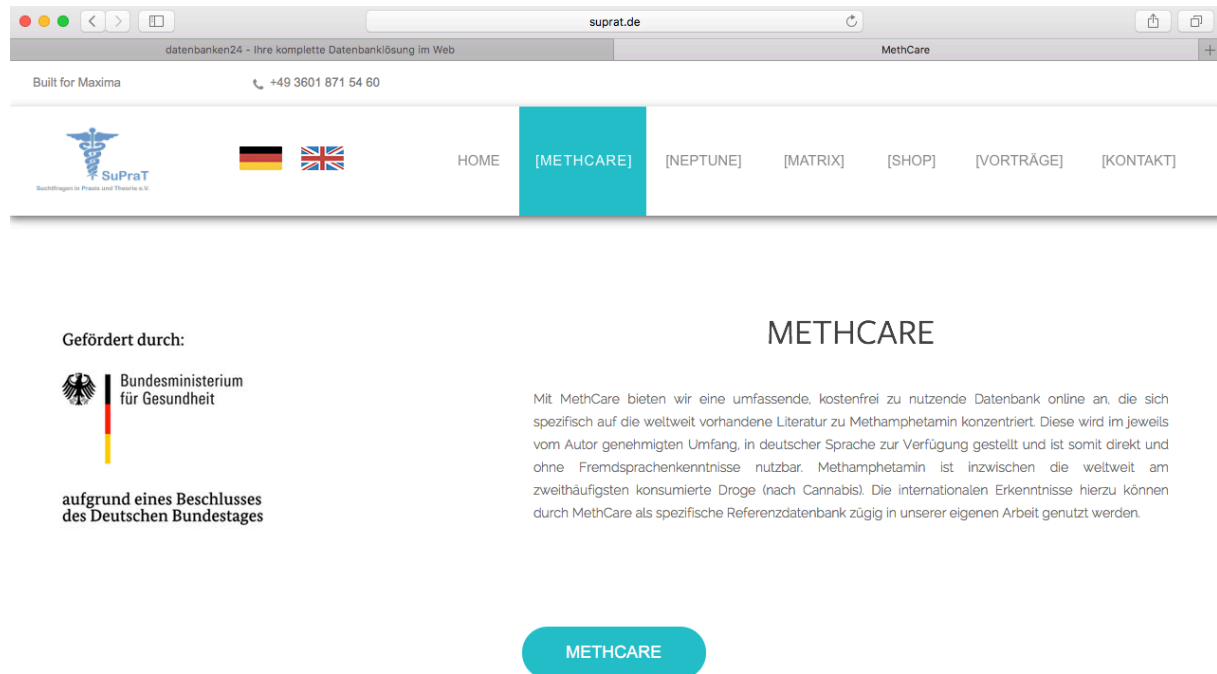 suprat.de
datenbanken24 - Ihre komplette Datenbanklösung im Web
MethCare
+
Built for Maxima
+49 3601 871 54 60
SuPraT
Suchtfragen in Praxis und Theorie e.V.
HOME
[METHCARE]
[NEPTUNE]
[MATRIX]
[SHOP]
[VORTRÄGE]
[KONTAKT]
Gefördert durch:
Bundesministerium
für Gesundheit
aufgrund eines Beschlusses
des Deutschen Bundestages
METHCARE
Mit MethCare bieten wir eine umfassende, kostenfrei zu nutzende Datenbank online an, die sich
spezifisch auf die weltweit vorhandene Literatur zu Methamphetamin konzentriert. Diese wird im jeweils
vom Autor genehmigten Umfang, in deutscher Sprache zur Verfügung gestellt und ist somit direkt und
ohne Fremdsprachenkenntnisse nutzbar. Methamphetamin ist inzwischen die weltweit am
zweithäufigsten konsumierte Droge (nach Cannabis). Die internationalen Erkenntnisse hierzu können
durch MethCare als spezifische Referenzdatenbank zügig in unserer eigenen Arbeit genutzt werden.
METHCARE